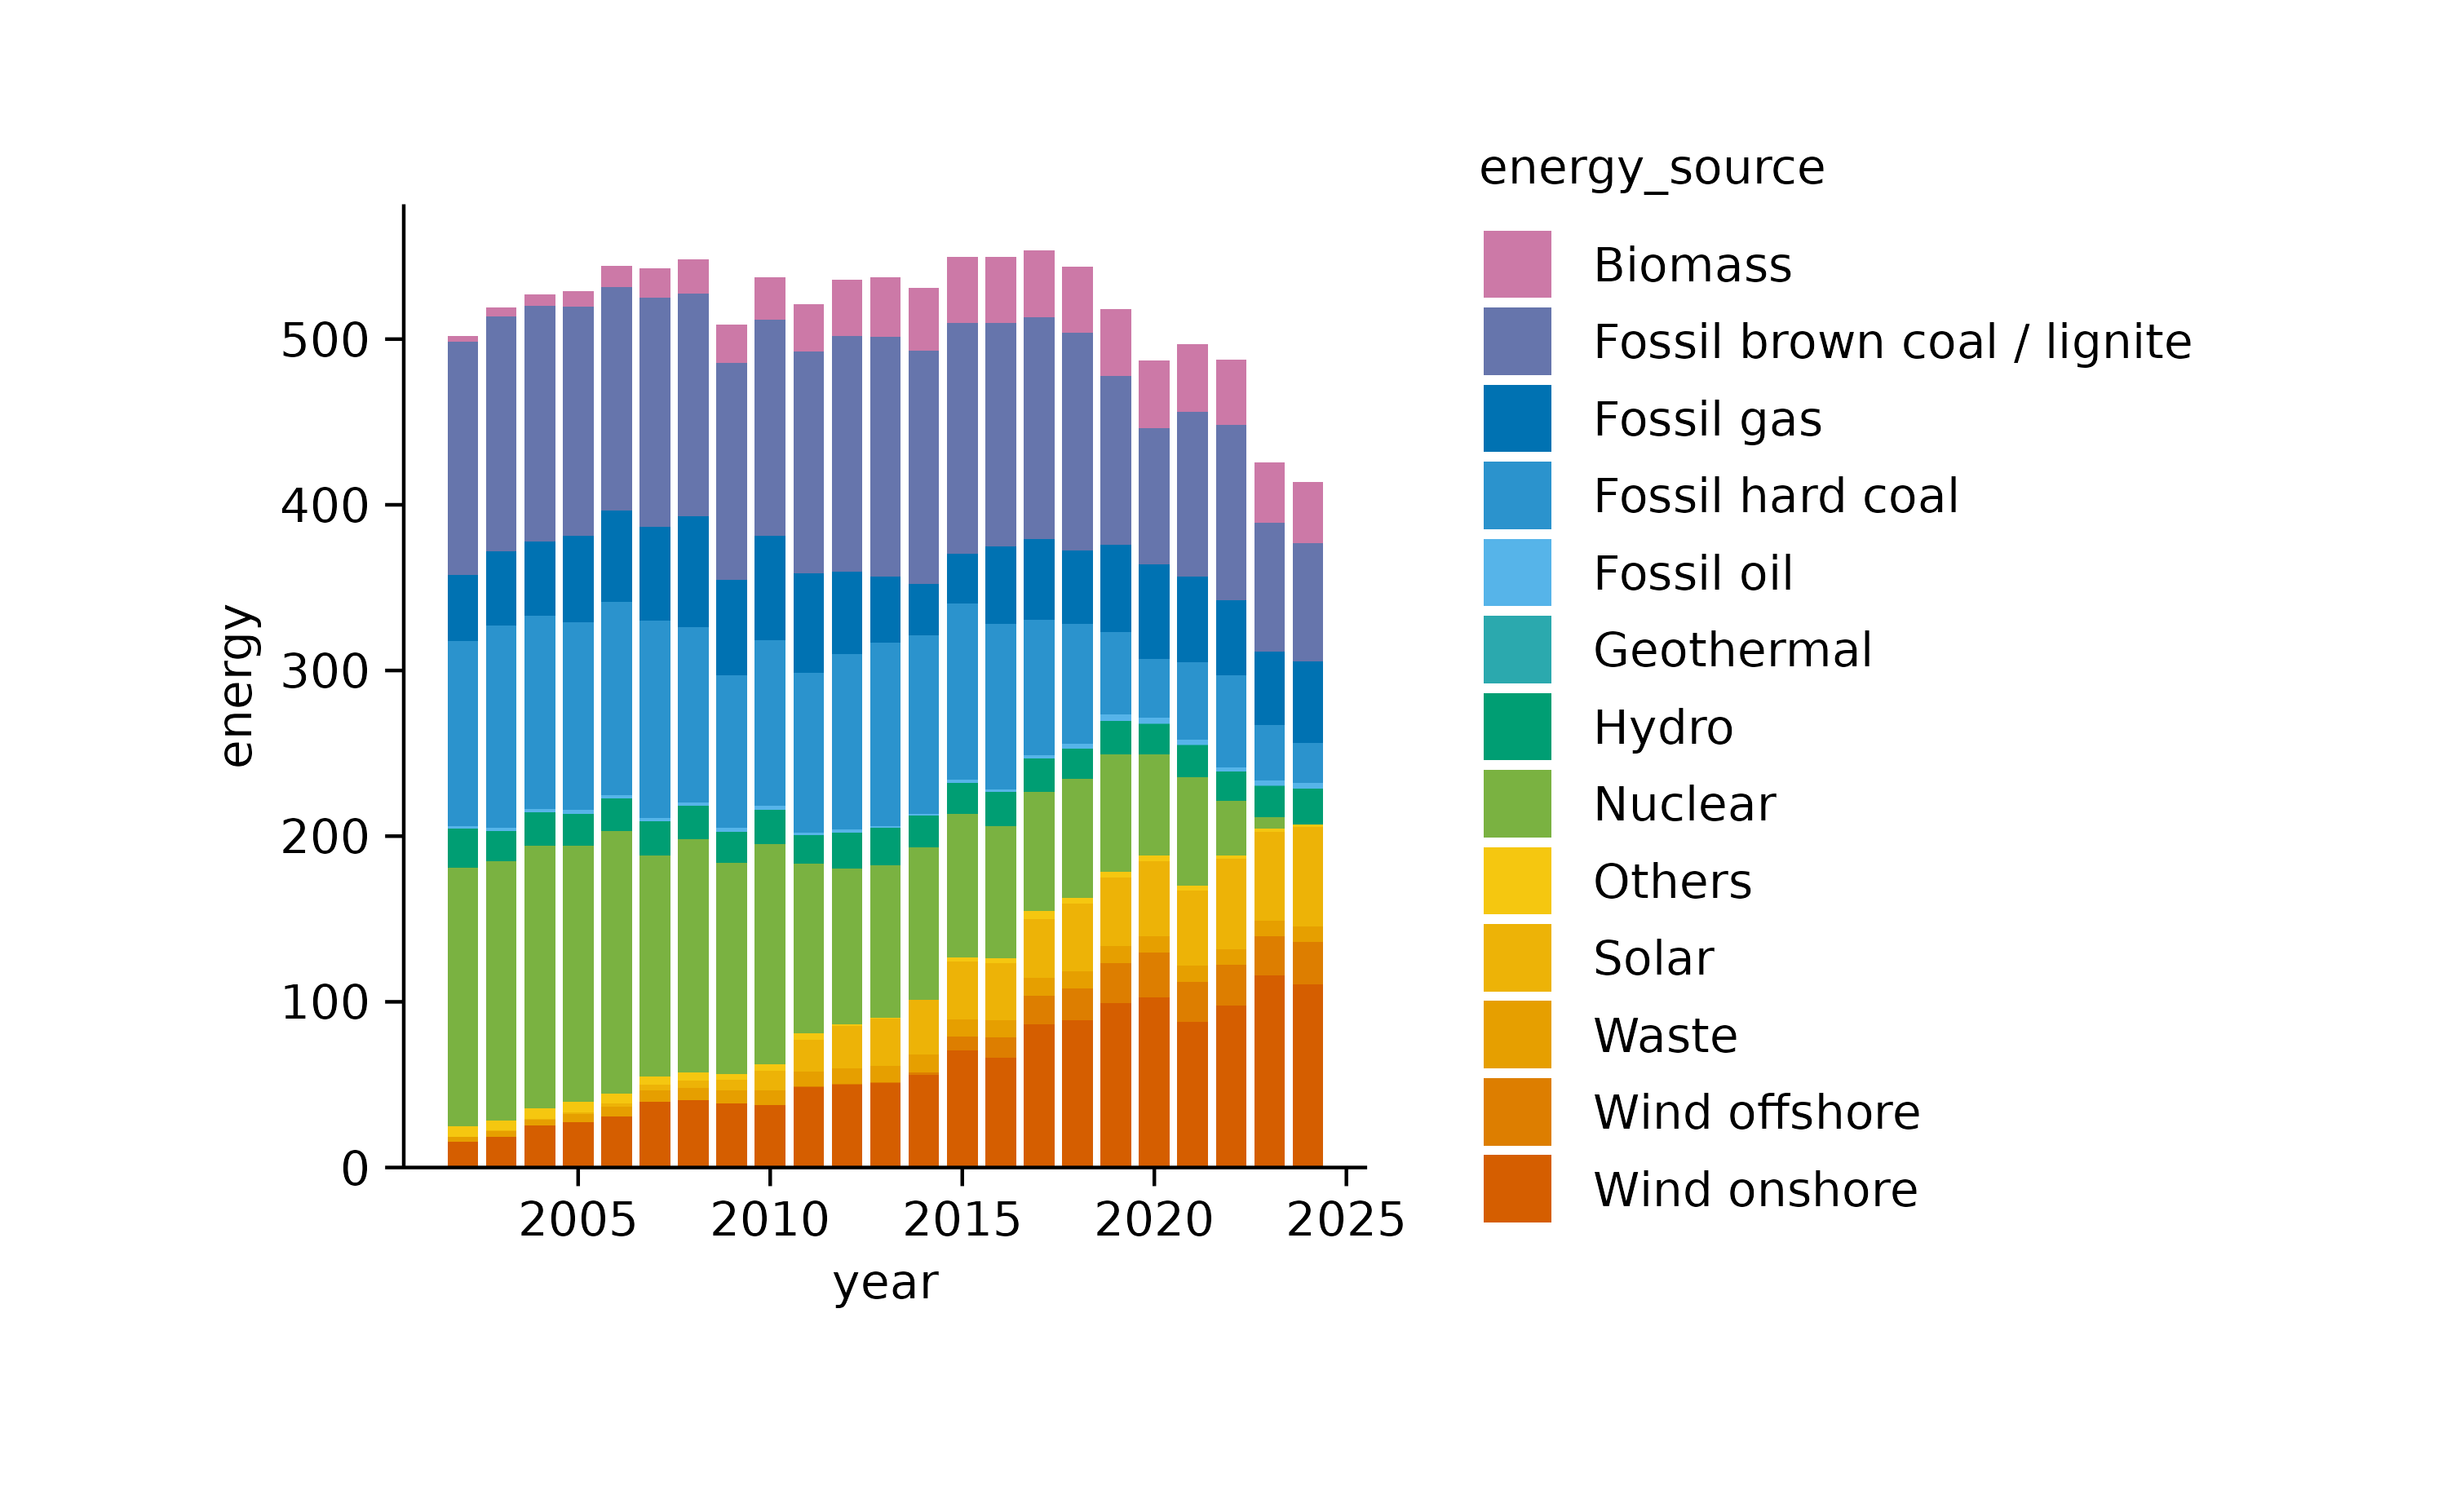 energy_source
Biomass
Fossil brown coal / lignite
Fossil gas
Fossil hard coal
Fossil oil
Geothermal
Hydro
Nuclear
Others
Solar
Waste
Wind offshore
Wind onshore
energy
500
400
300
200
100
0
2005 2010 2015 2020 2025
year